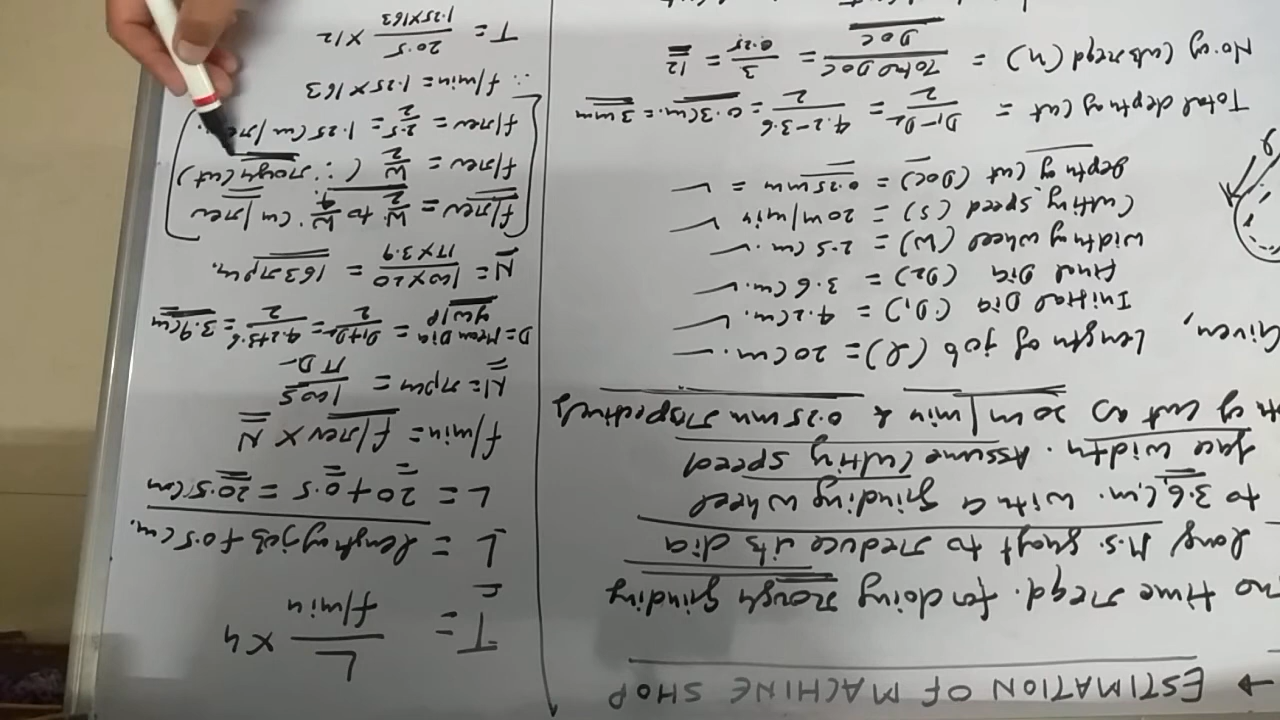 → ESTIMATION OF MACHINE SHOP
time reqd. for doing rough grinding
long M.S. shaft to reduce its dia
to 3.6 cm. with a grinding wheel
face width. Assume cutting speed
of cut as 20 m/min & 0.25 mm respectively
Given, Length of job (l) = 20 cm.
Initial Dia (D₁) = 4.2 cm.
final Dia (D₂) = 3.6 cm.
width of wheel (W) = 2.5 cm.
Cutting speed (S) = 20 m/min
Depth of cut (DOC) = 0.25 mm =
Total depth of cut = D₁-D₂/2 = 4.2-3.6/2 = 0.3 cm = 3 mm
No. of cuts reqd (n) = Total DOC/DOC = 3/0.25 = 12
T = L/f/min × n
L = length of job + 0.5 cm.
L = 20 + 0.5 = 20.5 cm
f/min = f/rev × N
N = rpm = 100S/πD
D = Mean Dia = D₁+D₂/2 = 4.2+3.6/2 = 3.9 cm
of w/p
N = 100×20/π×3.9 = 163 rpm.
f/rev = W/2 to W/4 cm/rev
f/rev = W/2 (∵ rough cut)
f/rev = 2.5/2 = 1.25 cm/rev.
∴ f/min = 1.25 × 163
T = 20.5/1.25×163 × 12